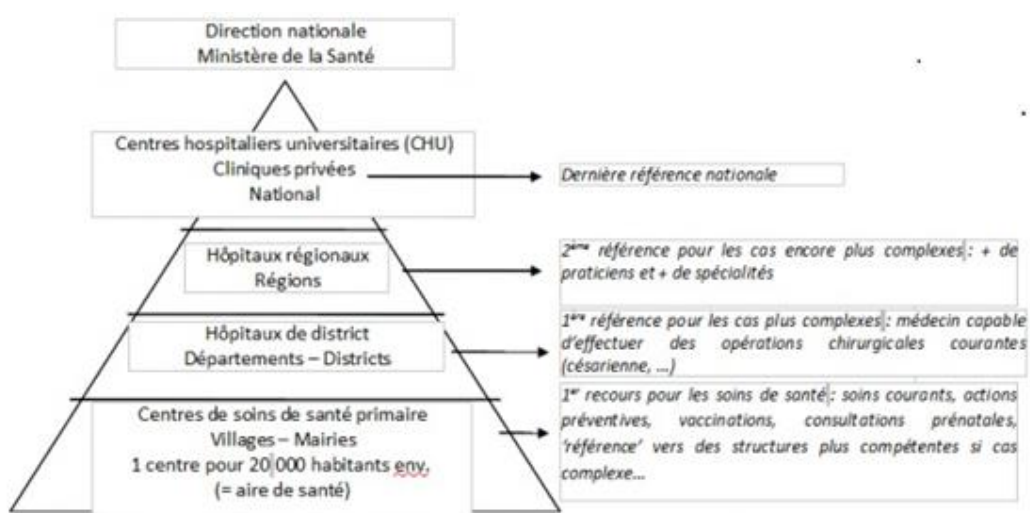 Direction nationale
Ministère de la Santé
Centres hospitaliers universitaires (CHU)
Cliniques privées
National
Dernière référence nationale
Hôpitaux régionaux
Régions
2ème référence pour les cas encore plus complexes : + de
praticiens et + de spécialités
Hôpitaux de district
Départements – Districts
1ère référence pour les cas plus complexes : médecin capable
d'effectuer des opérations chirurgicales courantes
(césarienne, ...)
Centres de soins de santé primaire
Villages – Mairies
1 centre pour 20 000 habitants env.
(= aire de santé)
1er recours pour les soins de santé : soins courants, actions
préventives, vaccinations, consultations prénatales,
'référence' vers des structures plus compétentes si cas
complexe...